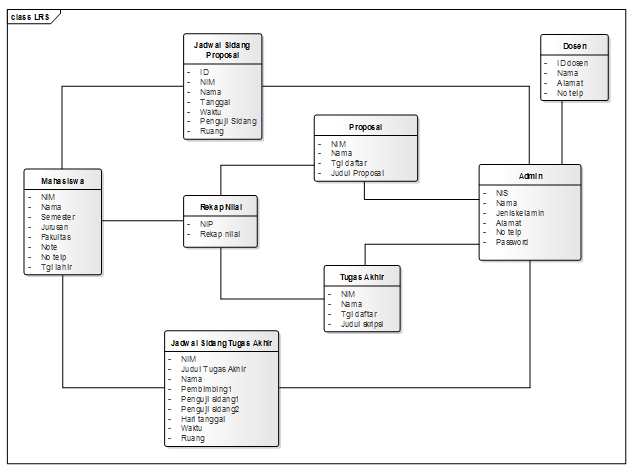 class LRS
Jadwal Sidang
Proposal
- ID
- NIM
- Nama
- Tanggal
- Waktu
- Penguji Sidang
- Ruang
Dosen
- ID dosen
- Nama
- Alamat
- No telp
Proposal
- NIM
- Nama
- Tgl daftar
- Judul Proposal
Mahasiswa
- NIM
- Nama
- Semester
- Jurusan
- Fakultas
- Note
- No telp
- Tgl lahir
Rekap Nilai
- NIP
- Rekap nilai
Admin
- NIS
- Nama
- Jenis kelamin
- Alamat
- No telp
- Password
Tugas Akhir
- NIM
- Nama
- Tgl daftar
- Judul skripsi
Jadwal Sidang Tugas Akhir
- NIM
- Judul Tugas Akhir
- Nama
- Pembimbing1
- Penguji sidang1
- Penguji sidang2
- Hari tanggal
- Waktu
- Ruang